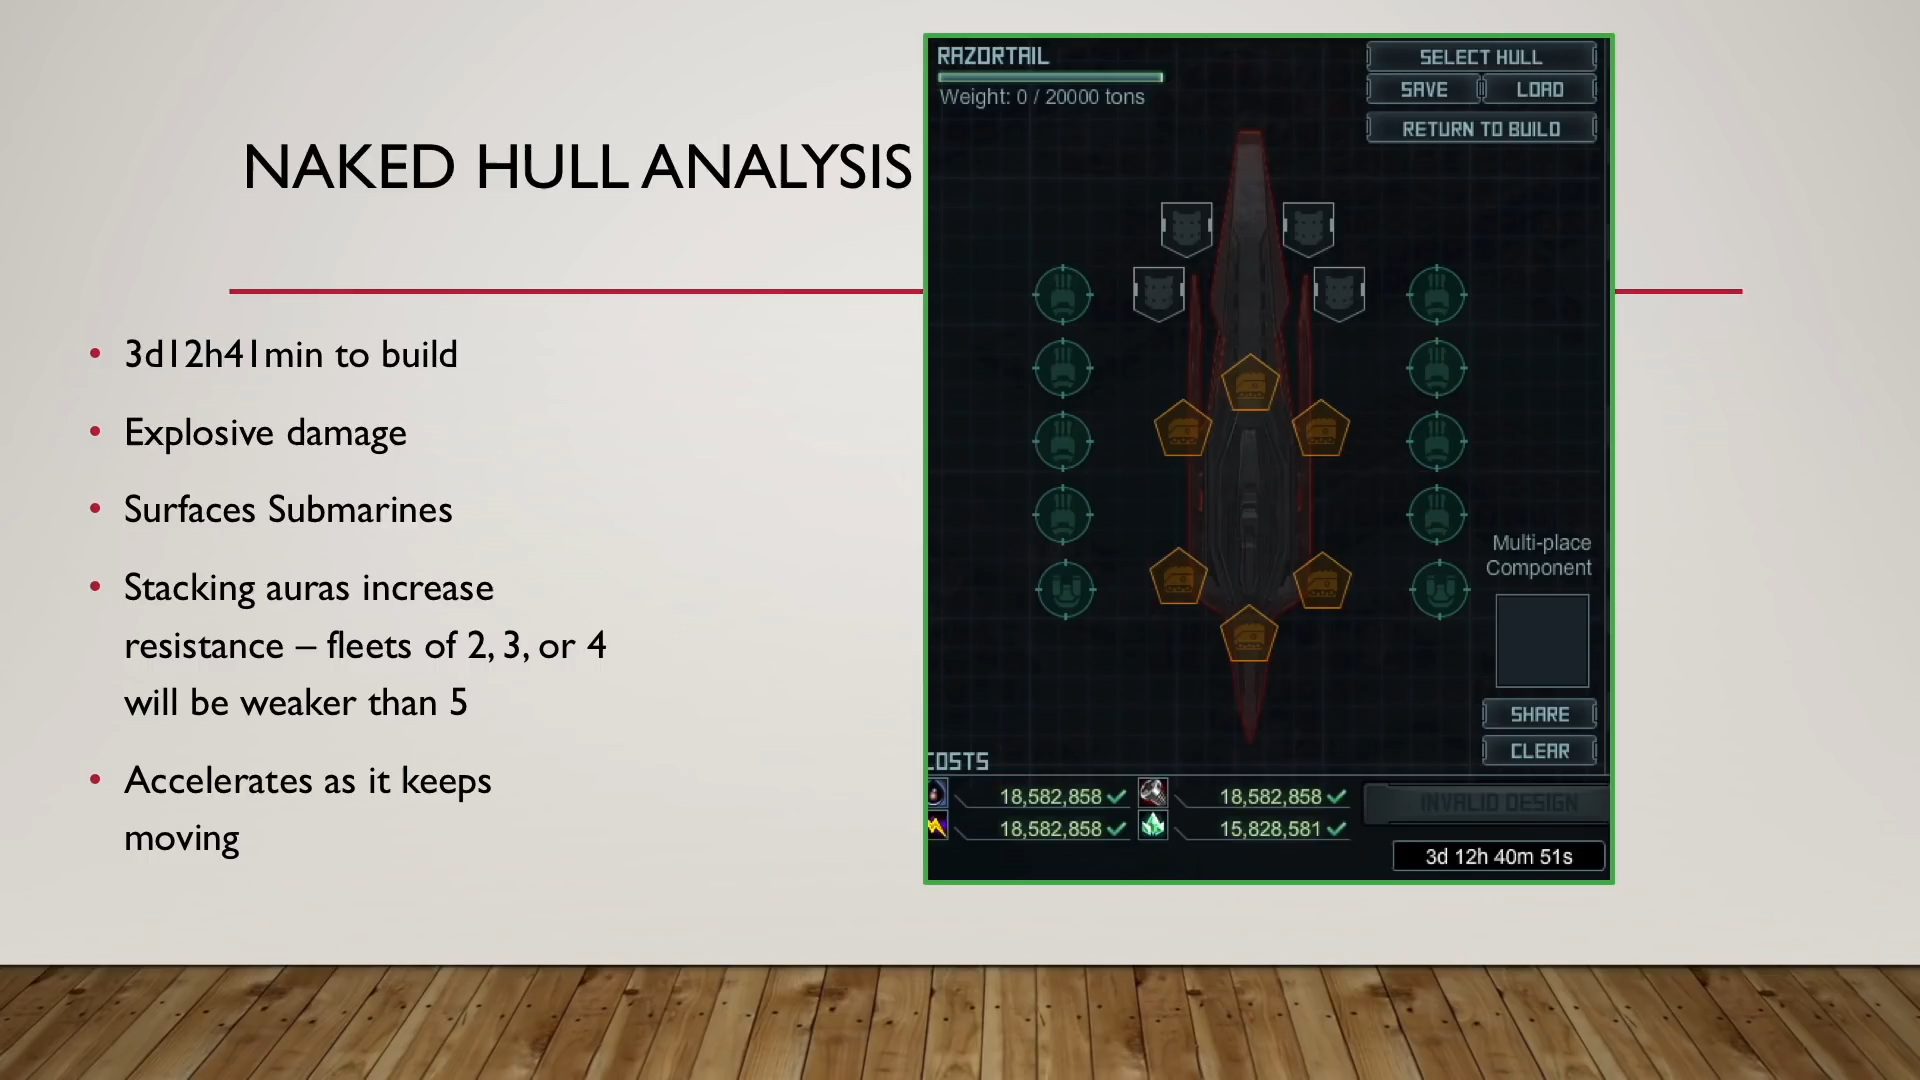 NAKED HULL ANALYSIS
• 3d12h41min to build
• Explosive damage
• Surfaces Submarines
• Stacking auras increase
resistance – fleets of 2, 3, or 4
will be weaker than 5
• Accelerates as it keeps
moving
RAZORTAIL
Weight: 0 / 20000 tons
SELECT HULL
SAVE LOAD
RETURN TO BUILD
Multi-place
Component
SHARE
CLEAR
COSTS
18,582,858 18,582,858
18,582,858 15,828,581
INVALID DESIGN
3d 12h 40m 51s